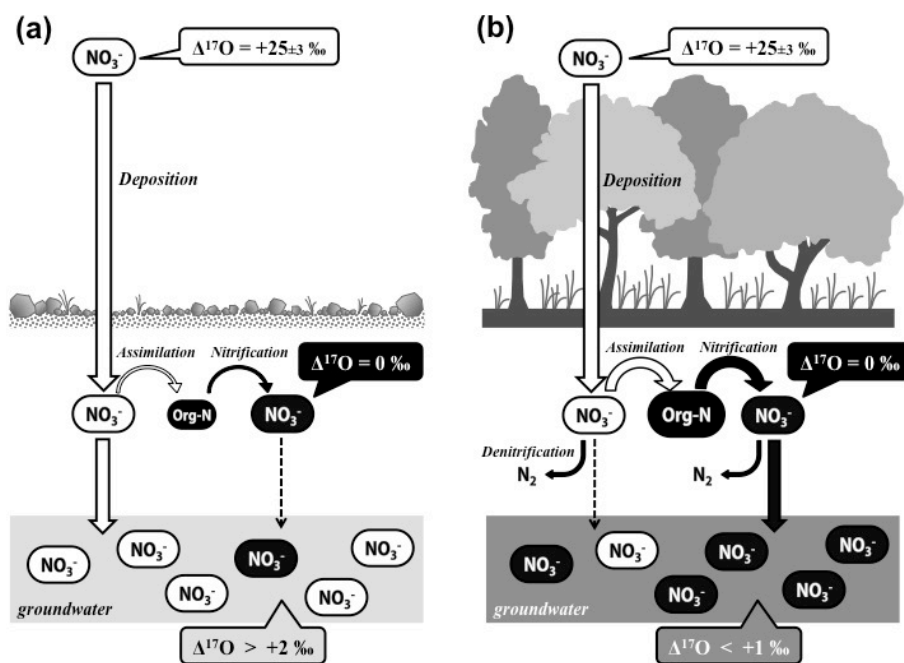 (a)
NO₃⁻
Δ¹⁷O = +25±3 ‰
Deposition
Assimilation
Nitrification
Δ¹⁷O = 0 ‰
NO₃⁻
Org-N
NO₃⁻
NO₃⁻
NO₃⁻
NO₃⁻
NO₃⁻
NO₃⁻
NO₃⁻
groundwater
Δ¹⁷O > +2 ‰
(b)
NO₃⁻
Δ¹⁷O = +25±3 ‰
Deposition
Assimilation
Nitrification
Δ¹⁷O = 0 ‰
NO₃⁻
Org-N
NO₃⁻
Denitrification
N₂
N₂
NO₃⁻
NO₃⁻
NO₃⁻
NO₃⁻
NO₃⁻
NO₃⁻
groundwater
Δ¹⁷O < +1 ‰